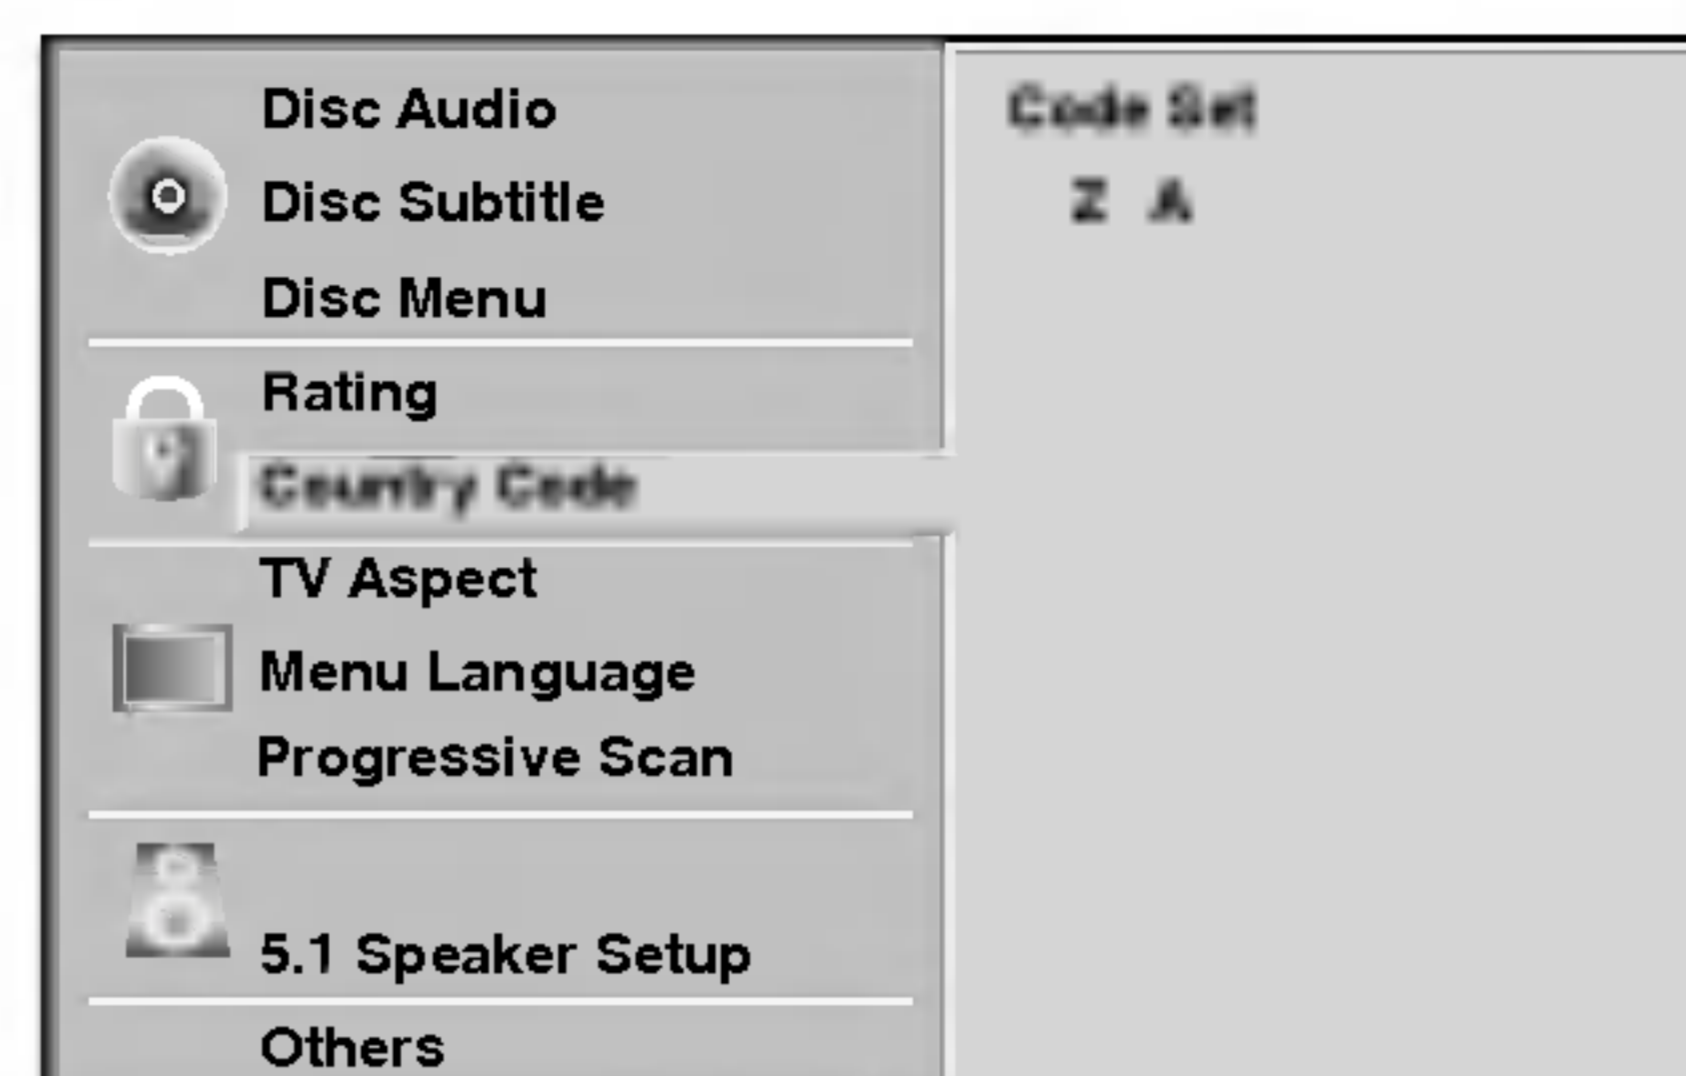 Disc Audio
Disc Subtitle
Disc Menu
Rating
Country Code
TV Aspect
Menu Language
Progressive Scan
5.1 Speaker Setup
Others
Code Set
Z A